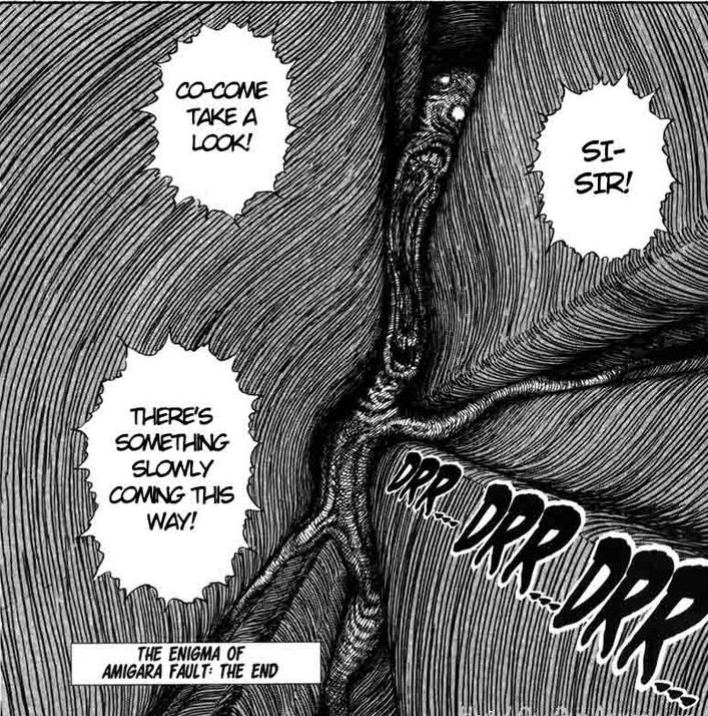 CO-COME
TAKE A
LOOK!
SI-
SIR!
THERE'S
SOMETHING
SLOWLY
COMING THIS
WAY!
DRR... DRR... DRR...
THE ENIGMA OF
AMIGARA FAULT: THE END